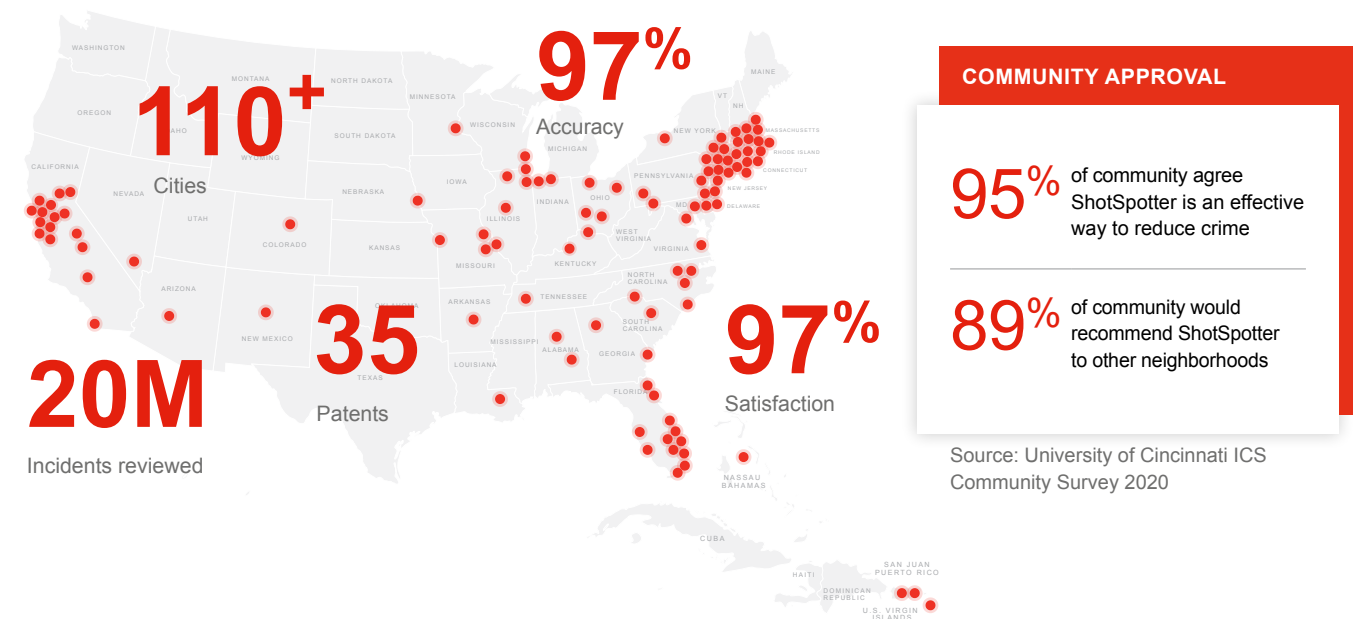 97%
Accuracy
110+
Cities
35
Patents
97%
Satisfaction
20M
Incidents reviewed
COMMUNITY APPROVAL
95% of community agree
ShotSpotter is an effective
way to reduce crime
89% of community would
recommend ShotSpotter
to other neighborhoods
Source: University of Cincinnati ICS
Community Survey 2020
WASHINGTON
MONTANA
NORTH DAKOTA
MINNESOTA
WISCONSIN
MICHIGAN
MAINE
VT
NH
NEW YORK
MASSACHUSETTS
RHODE ISLAND
CONNECTICUT
OREGON
AHO
WYOMING
SOUTH DAKOTA
CALIFORNIA
NEVADA
UTAH
COLORADO
NEBRASKA
IOWA
ILLINOIS
INDIANA
OHIO
PENNSYLVANIA
NEW JERSEY
MD
DELAWARE
WEST
VIRGINIA
VIRGINIA
KANSAS
MISSOURI
KENTUCKY
ARIZONA
NEW MEXICO
OKLAHOMA
ARKANSAS
TENNESSEE
NORTH
CAROLINA
SOUTH
CAROLINA
MISSISSIPPI
ALABAMA
GEORGIA
TEXAS
LOUISIANA
FLORIDA
NASSAU
BAHAMAS
CUBA
HAITI
DOMINICAN
REPUBLIC
SAN JUAN
PUERTO RICO
U.S. VIRGIN
ISLANDS